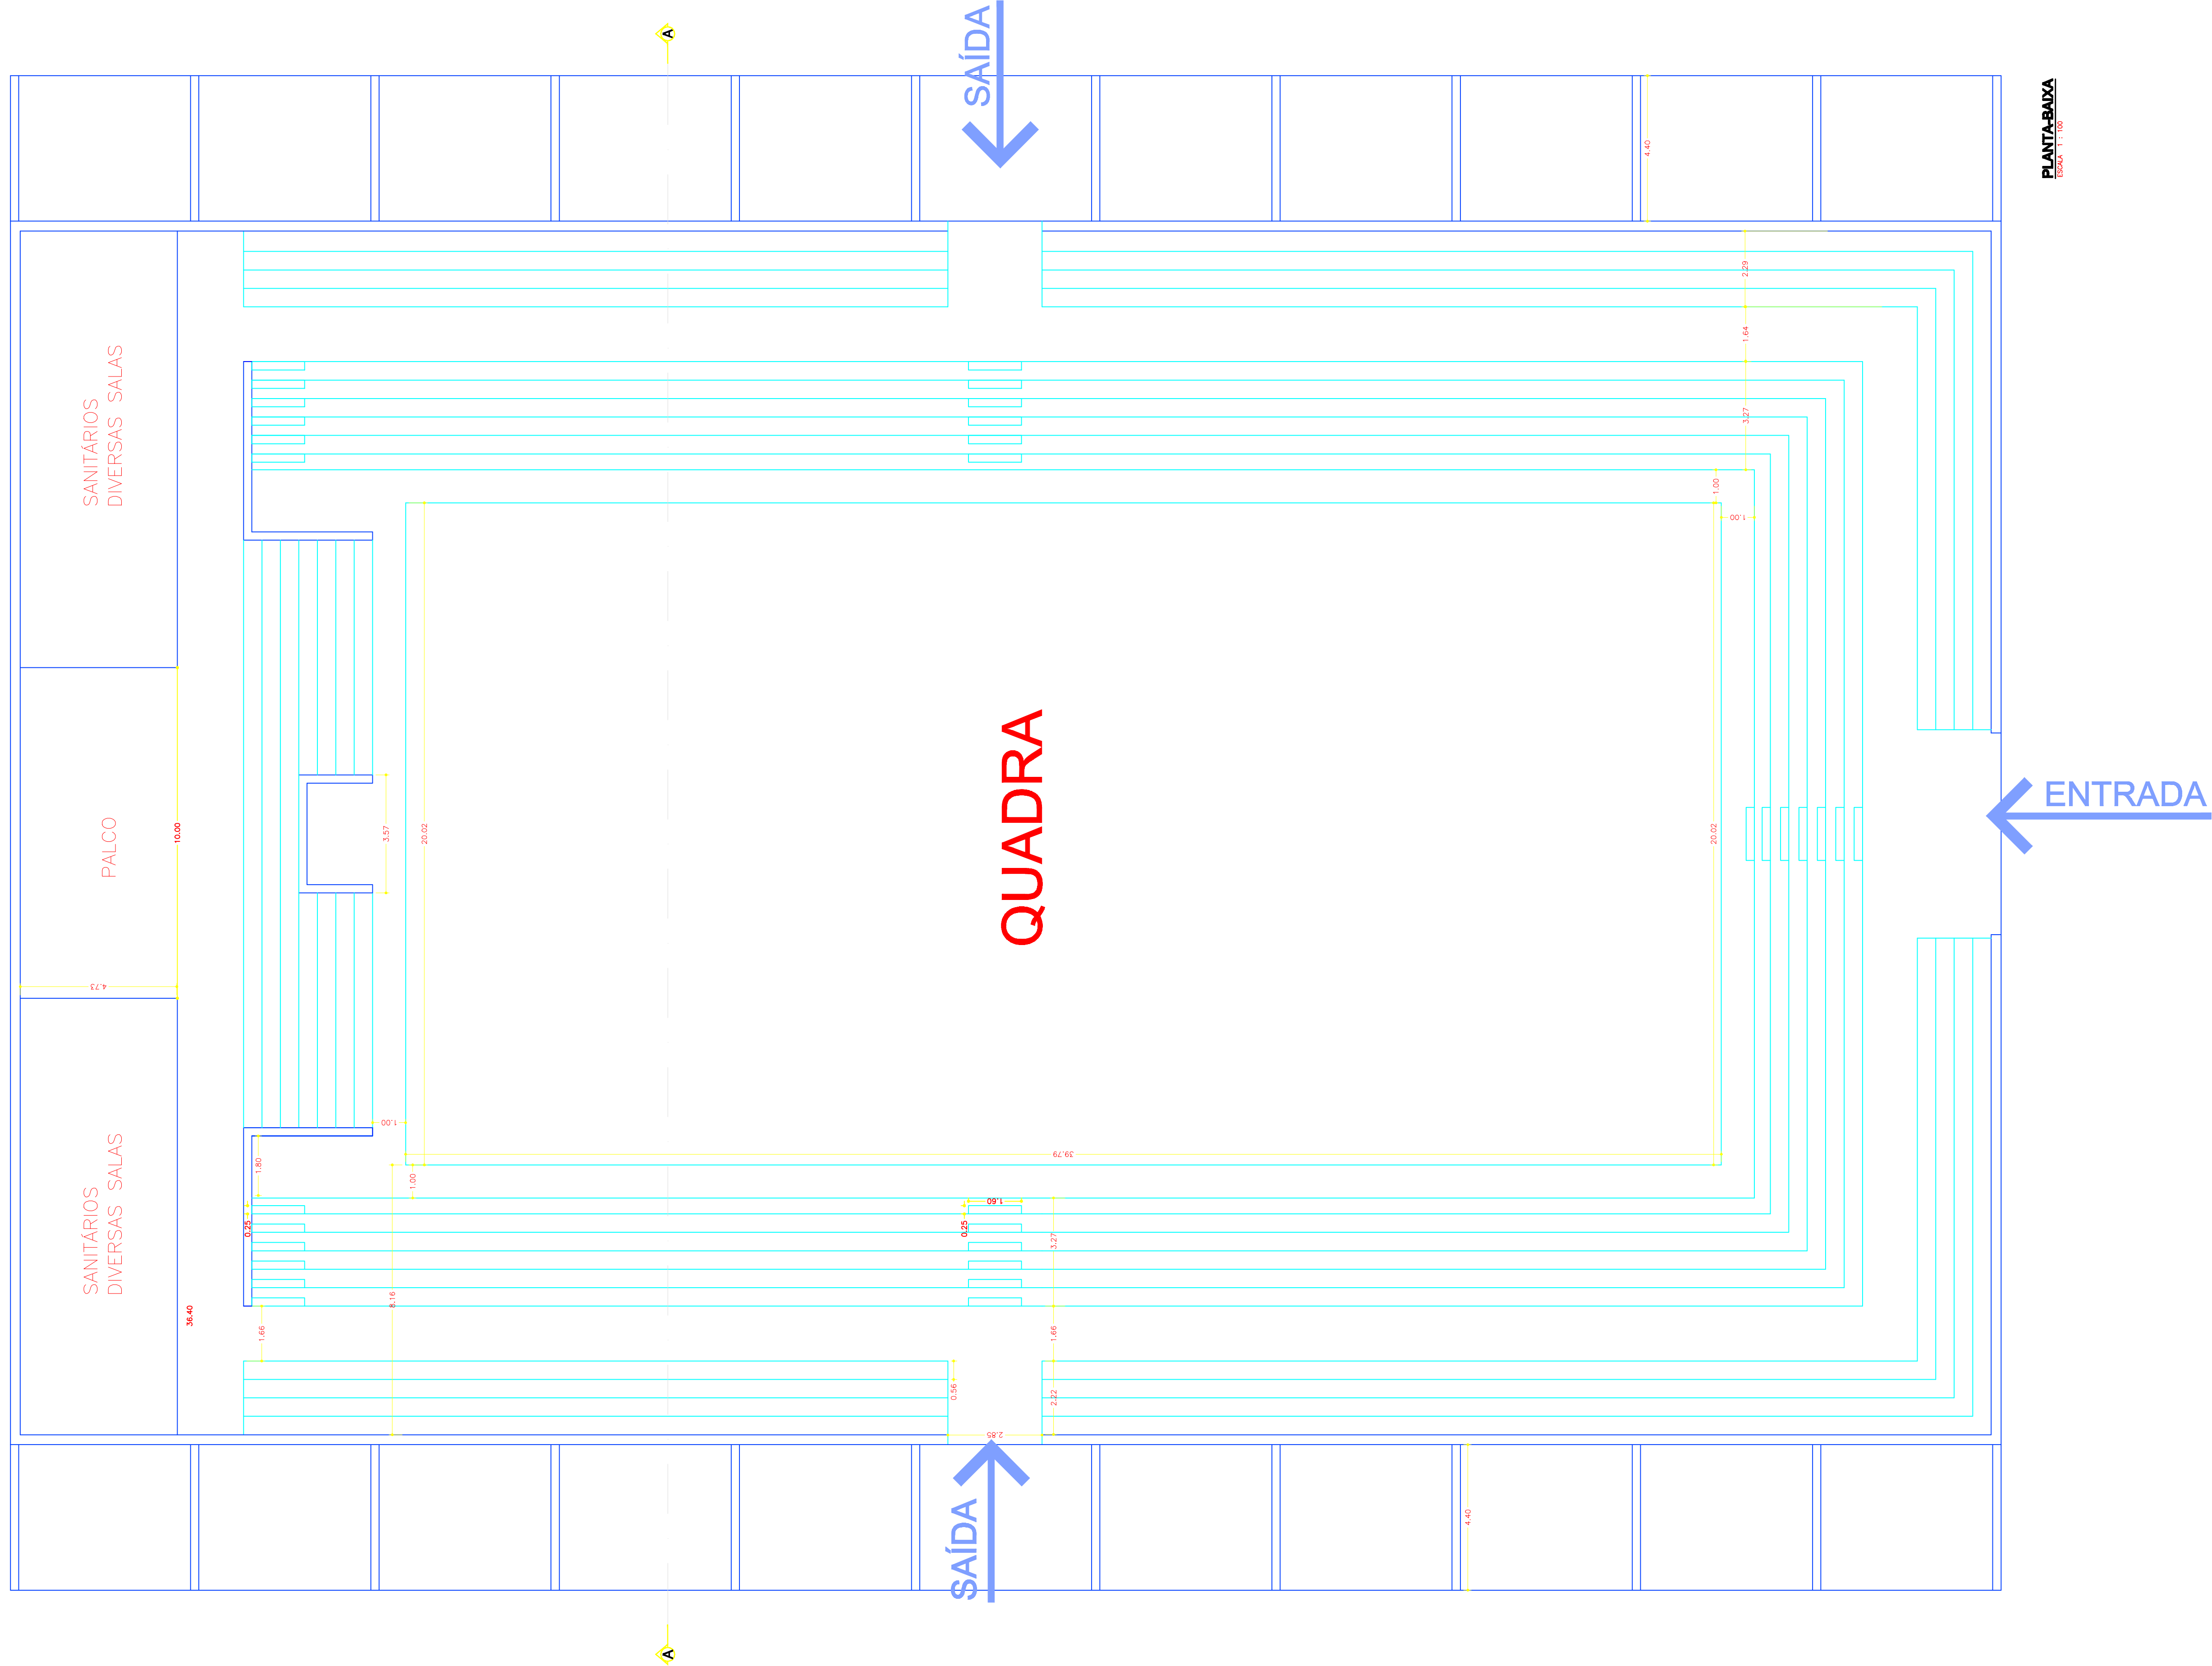 A
SAÍDA
PLANTA-BAIXA
ESCALA 1 : 100
4.40
2.29
1.64
3.27
1.00
1.00
SANITÁRIOS
DIVERSAS SALAS
PALCO
10.00
3.57
20.02
QUADRA
20.02
ENTRADA
4.73
1.00
39.79
1.80
1.00
SANITÁRIOS
DIVERSAS SALAS
0.25
1.60
0.25
3.27
36.40
8.16
1.66
1.66
0.56
2.22
2.85
4.40
SAÍDA
A